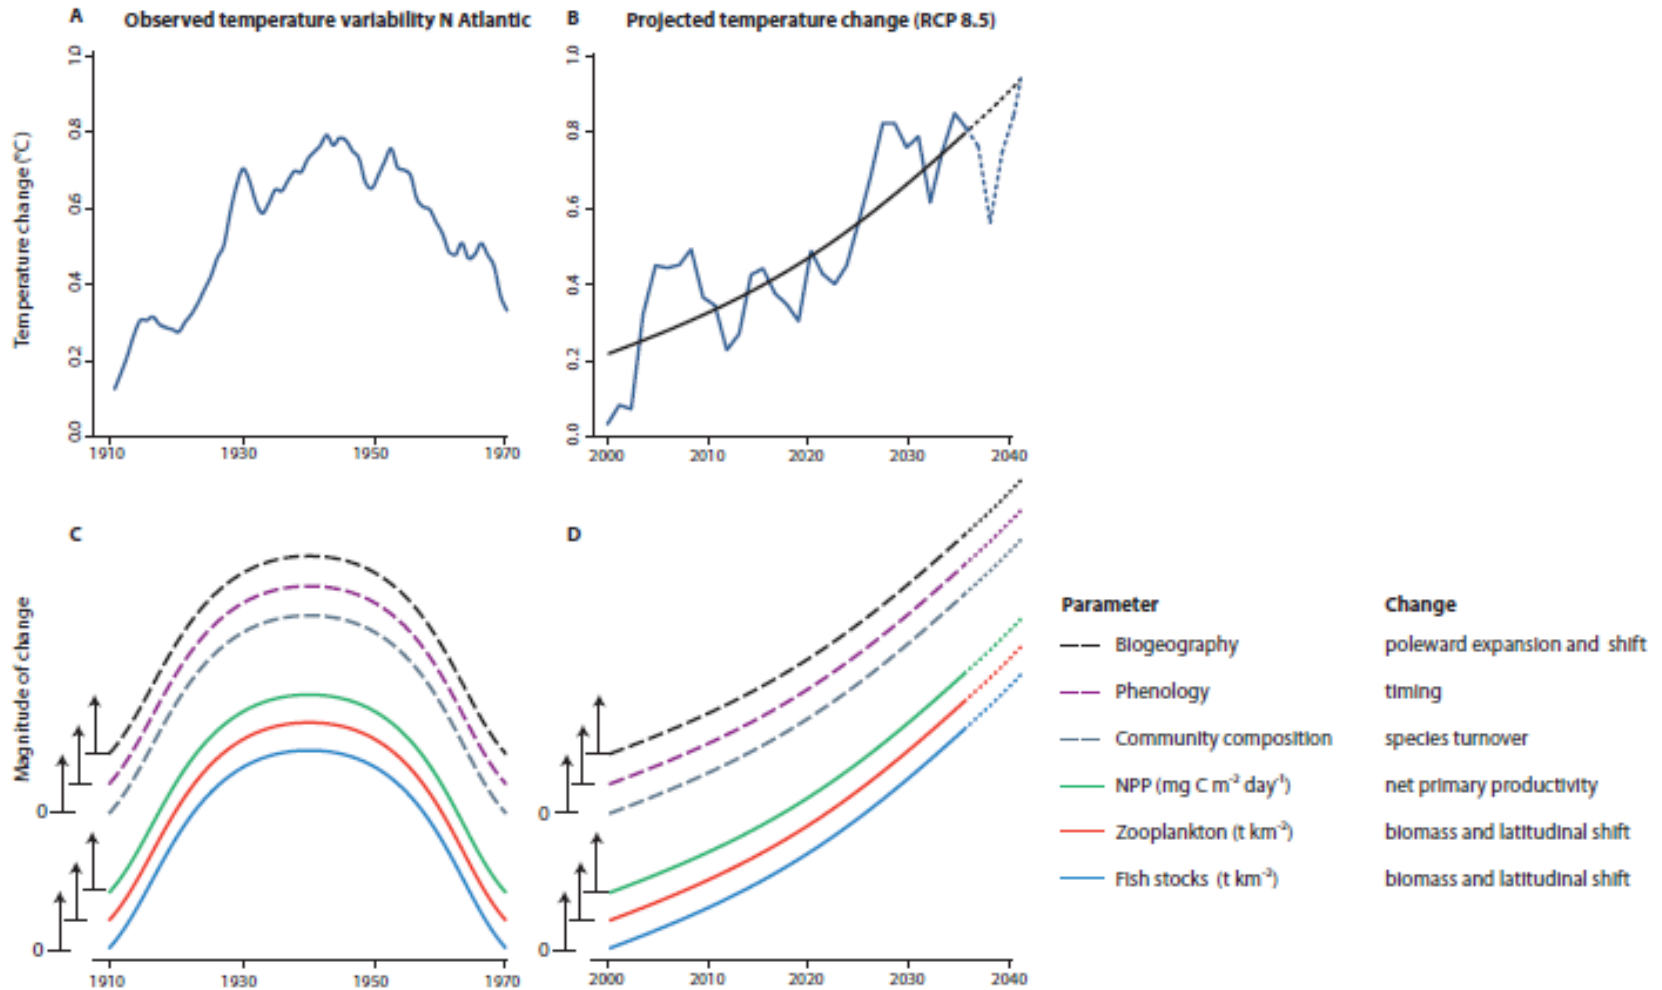 A Observed temperature variability N Atlantic
B Projected temperature change (RCP 8.5)
Temperature change (°C)
1.0
0.8
0.6
0.4
0.2
0.0
1910 1930 1950 1970
1.0
0.8
0.6
0.4
0.2
0.0
2000 2010 2020 2030 2040
C
D
Magnitude of change
0
0
1910 1930 1950 1970
0
0
2000 2010 2020 2030 2040
Parameter Change
Biogeography poleward expansion and shift
Phenology timing
Community composition species turnover
NPP (mg C m⁻² day⁻¹) net primary productivity
Zooplankton (t km⁻²) biomass and latitudinal shift
Fish stocks (t km⁻²) biomass and latitudinal shift